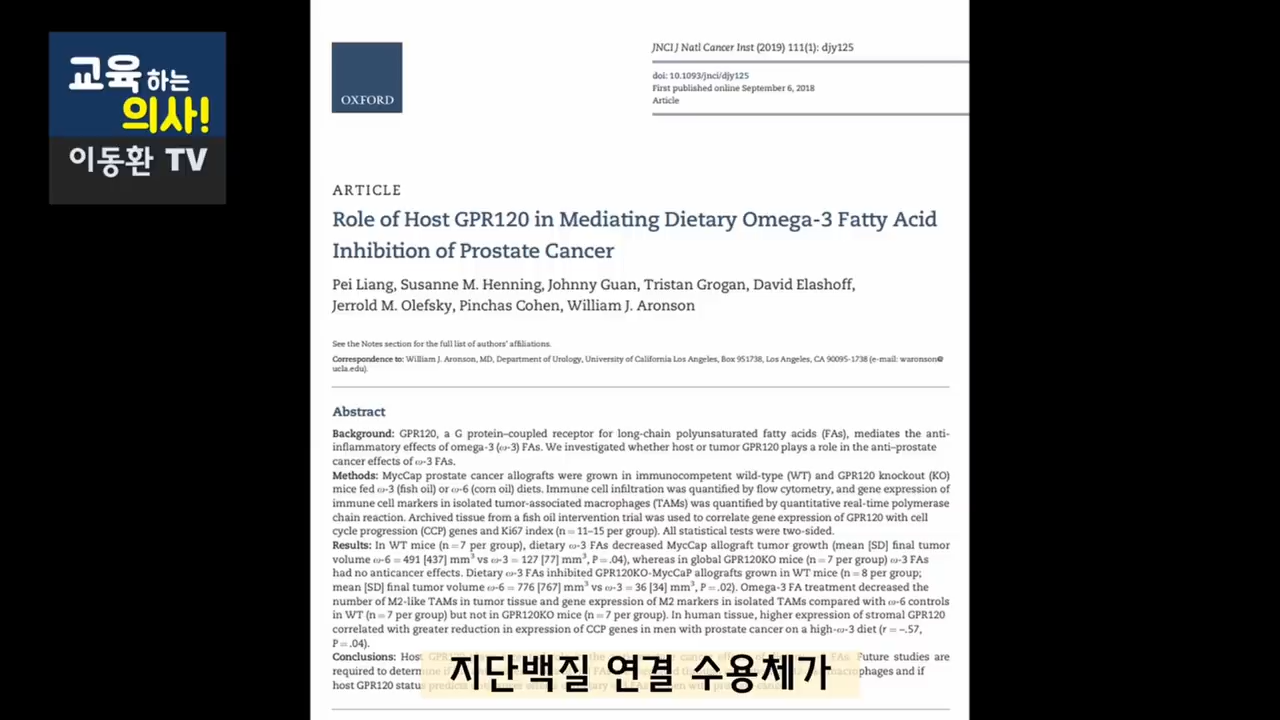 교육하는
의사!
이동환 TV
OXFORD
JNCI J Natl Cancer Inst (2019) 111(1): djy125
doi: 10.1093/jnci/djy125
First published online September 6, 2018
Article
ARTICLE
Role of Host GPR120 in Mediating Dietary Omega-3 Fatty Acid
Inhibition of Prostate Cancer
Pei Liang, Susanne M. Henning, Johnny Guan, Tristan Grogan, David Elashoff,
Jerrold M. Olefsky, Pinchas Cohen, William J. Aronson
See the Notes section for the full list of authors' affiliations.
Correspondence to: William J. Aronson, MD, Department of Urology, University of California Los Angeles, Box 951738, Los Angeles, CA 90095-1738 (e-mail: waronson@
ucla.edu).
Abstract
Background: GPR120, a G protein–coupled receptor for long-chain polyunsaturated fatty acids (FAs), mediates the anti-
inflammatory effects of omega-3 (ω-3) FAs. We investigated whether host or tumor GPR120 plays a role in the anti–prostate
cancer effects of ω-3 FAs.
Methods: MycCap prostate cancer allografts were grown in immunocompetent wild-type (WT) and GPR120 knockout (KO)
mice fed ω-3 (fish oil) or ω-6 (corn oil) diets. Immune cell infiltration was quantified by flow cytometry, and gene expression of
immune cell markers in isolated tumor-associated macrophages (TAMs) was quantified by quantitative real-time polymerase
chain reaction. Archived tissue from a fish oil intervention trial was used to correlate gene expression of GPR120 with cell
cycle progression (CCP) genes and Ki67 index (n = 11–15 per group). All statistical tests were two-sided.
Results: In WT mice (n = 7 per group), dietary ω-3 FAs decreased MycCap allograft tumor growth (mean [SD] final tumor
volume ω-6 = 491 [437] mm³ vs ω-3 = 127 [77] mm³, P = .04), whereas in global GPR120KO mice (n = 7 per group) ω-3 FAs
had no anticancer effects. Dietary ω-3 FAs inhibited GPR120KO-MycCaP allografts grown in WT mice (n = 8 per group;
mean [SD] final tumor volume ω-6 = 776 [767] mm³ vs ω-3 = 36 [34] mm³, P = .02). Omega-3 FA treatment decreased the
number of M2-like TAMs in tumor tissue and gene expression of M2 markers in isolated TAMs compared with ω-6 controls
in WT (n = 7 per group) but not in GPR120KO mice (n = 7 per group). In human tissue, higher expression of stromal GPR120
correlated with greater reduction in expression of CCP genes in men with prostate cancer on a high-ω-3 diet (r = –.57,
P = .04).
Conclusions: Host FAs. Future studies are
required to determine and if
host GPR120 status
지단백질 연결 수용체가